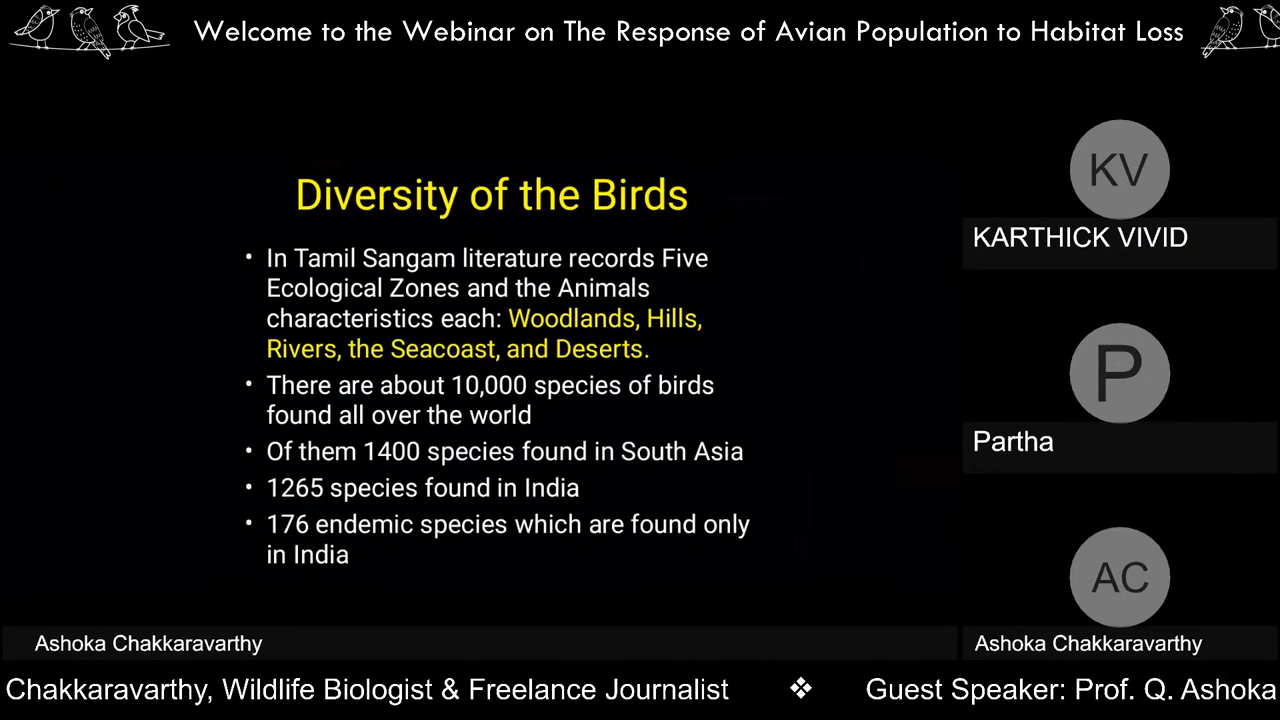 Welcome to the Webinar on The Response of Avian Population to Habitat Loss
Diversity of the Birds
• In Tamil Sangam literature records Five
Ecological Zones and the Animals
characteristics each: Woodlands, Hills,
Rivers, the Seacoast, and Deserts.
• There are about 10,000 species of birds
found all over the world
• Of them 1400 species found in South Asia
• 1265 species found in India
• 176 endemic species which are found only
in India
Ashoka Chakkaravarthy
KV
KARTHICK VIVID
P
Partha
AC
Ashoka Chakkaravarthy
Chakkaravarthy, Wildlife Biologist & Freelance Journalist ❖ Guest Speaker: Prof. Q. Ashoka